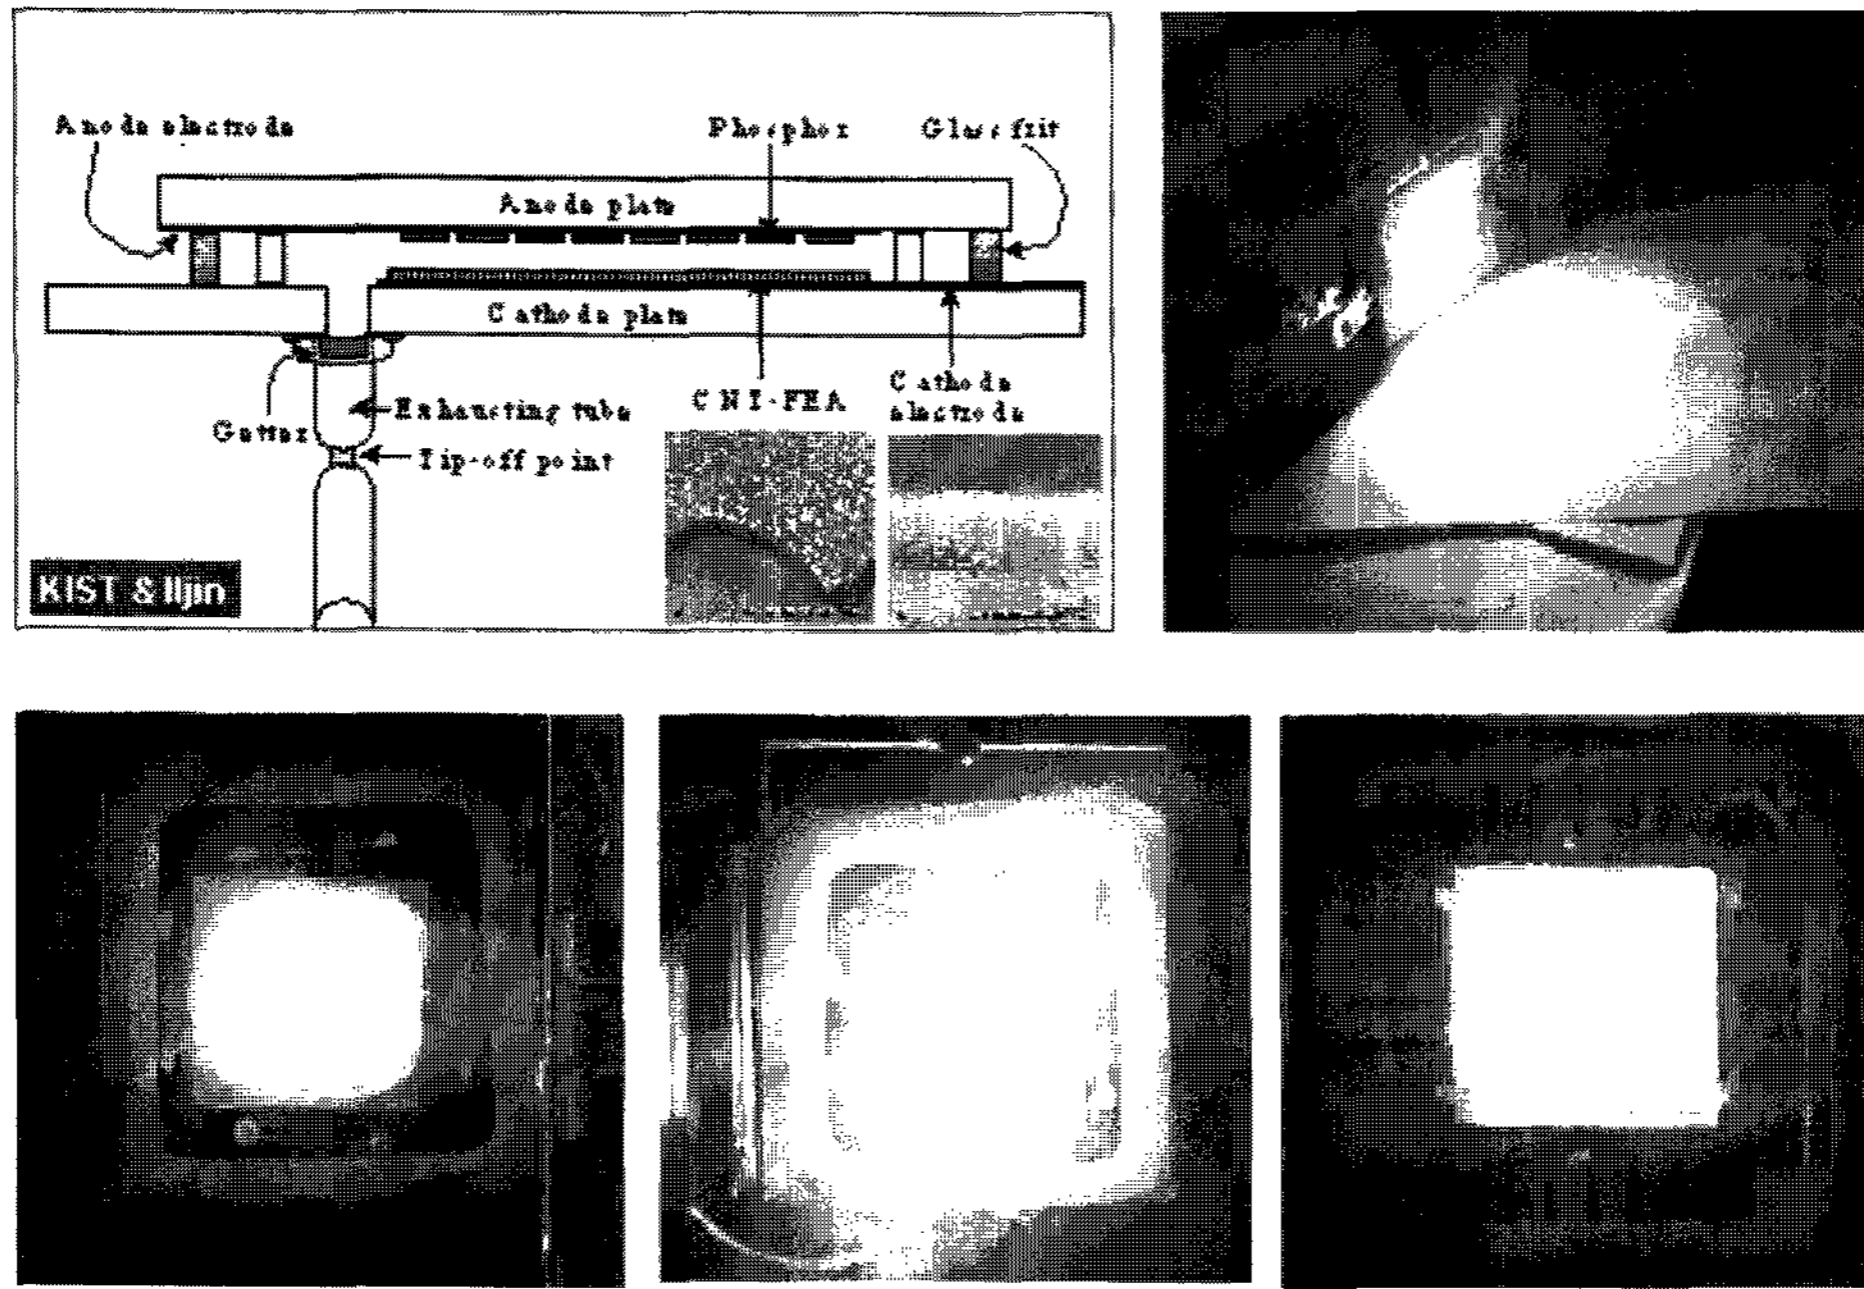 Anode electrode
Phosphor
Glass frit
Anode plate
Cathode plate
CNT-FEA
Cathode
electrode
Getter
Exhausting tube
Tip-off point
KIST & Iljin